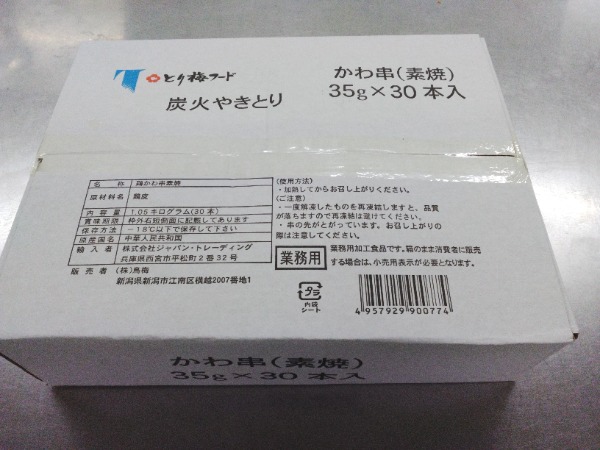 とり梅フード
炭火やきとり
かわ串(素焼)
35g×30本入
名称 鶏かわ串素焼
原材料名 鶏皮
内容量 1.05キログラム(30本)
賞味期限 枠外右図側面に記載してあります
保存方法 -18℃以下で保存して下さい
原産国名 中華人民共和国
輸入者 株式会社ジャパン・トレーディング
兵庫県西宮市平松町2番32号
販売者 (株)鳥梅
新潟県新潟市江南区横越2007番地1
(使用方法)
・加熱してからお召し上がりください。
(ご注意)
・一度解凍したものを再凍結しますと、品質
が落ちますので再凍結は避けてください。
・串の先がとがっています。お召し上がりの
際は注意してください。
業務用
業務用加工食品です。箱のまま消費者に販売
する場合は、小売用表示が必要となります。
プラ
内袋
シート
4957929900774
かわ串(素焼)
35g×30本入